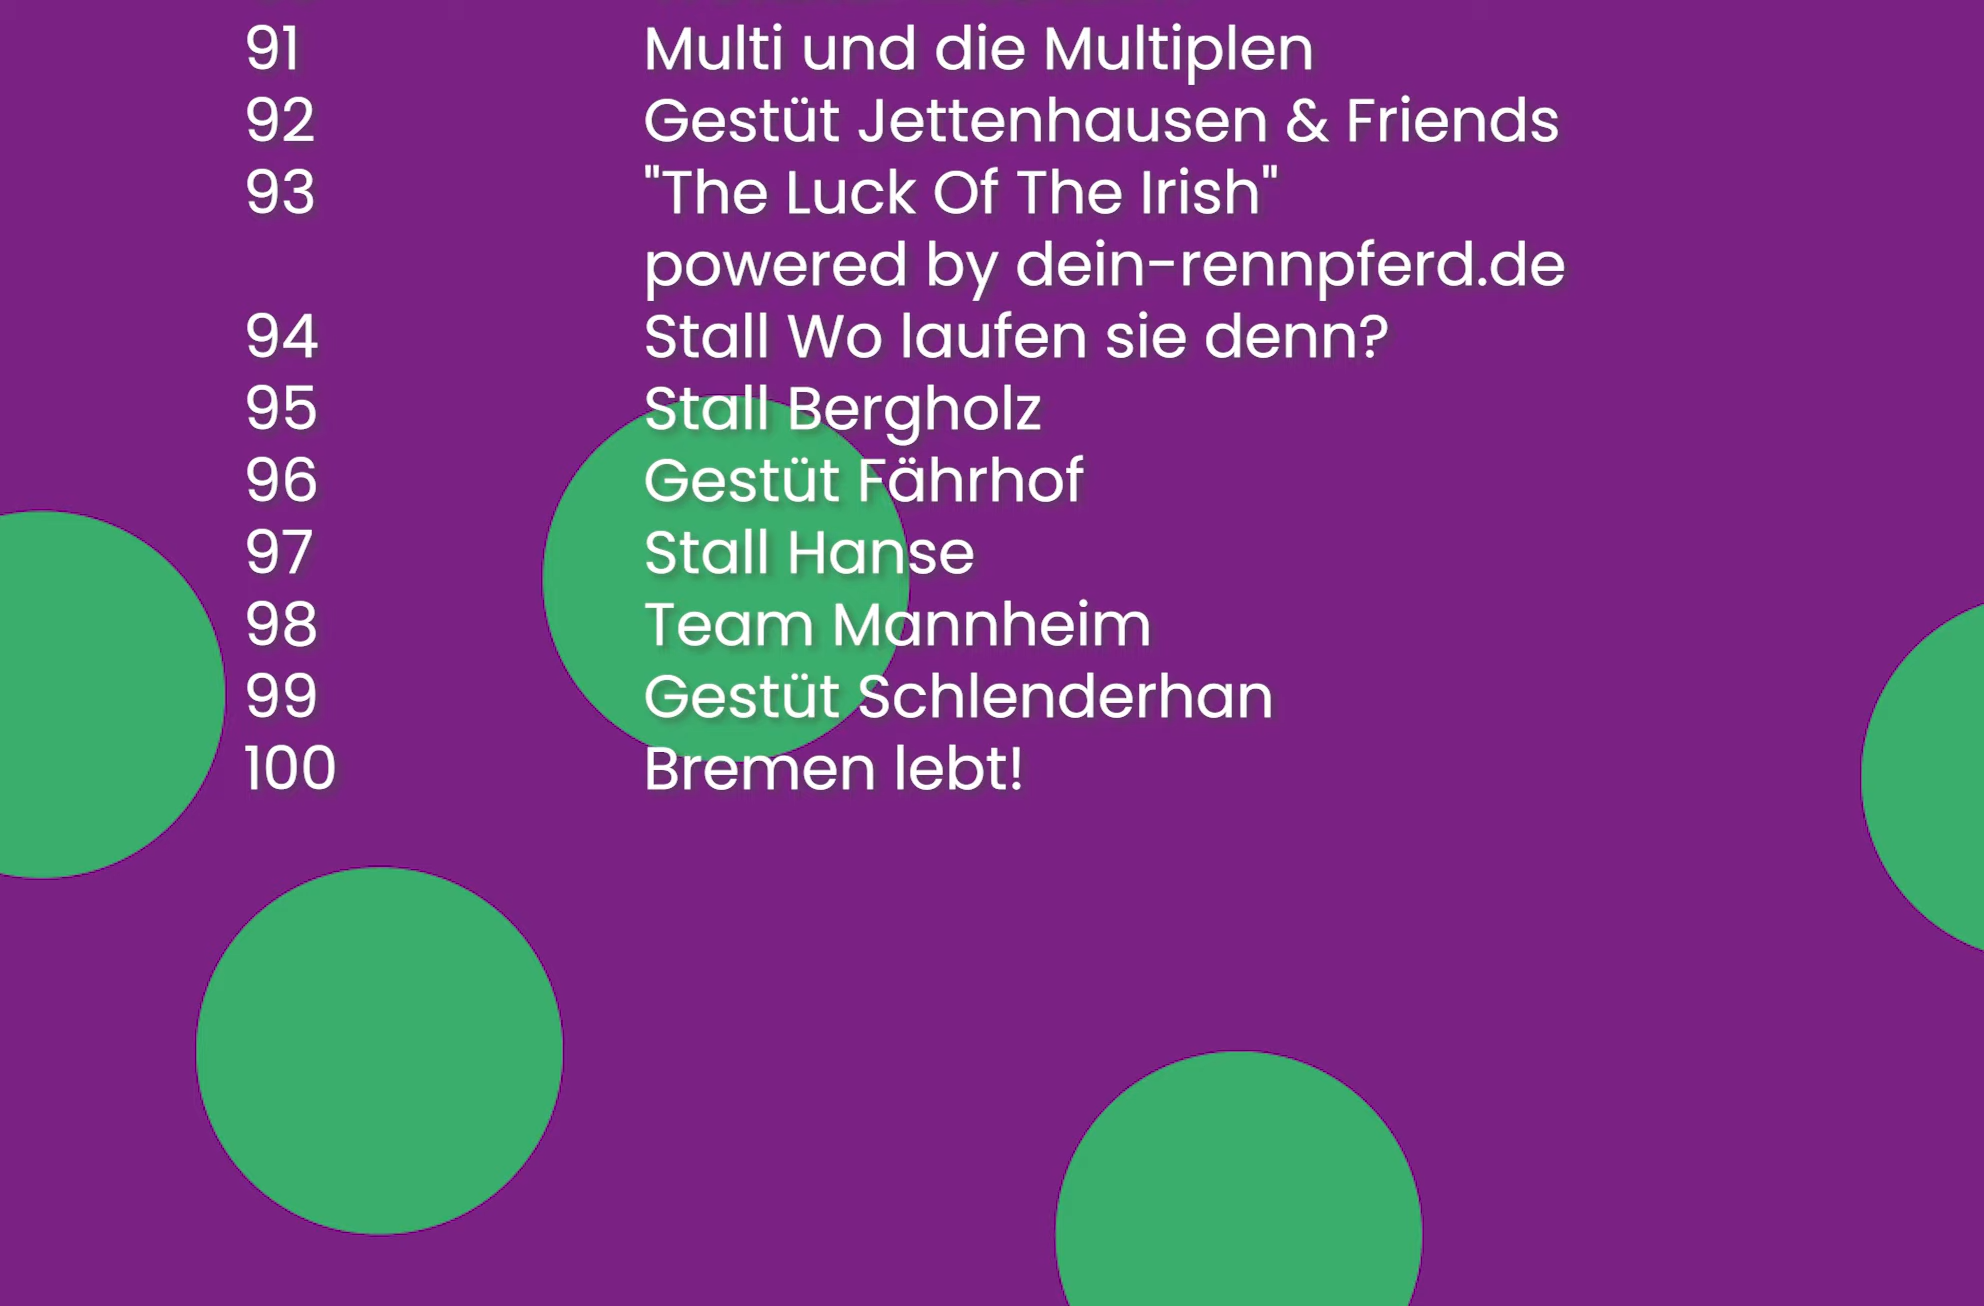 91 Multi und die Multiplen
92 Gestüt Jettenhausen & Friends
93 "The Luck Of The Irish"
powered by dein-rennpferd.de
94 Stall Wo laufen sie denn?
95 Stall Bergholz
96 Gestüt Fährhof
97 Stall Hanse
98 Team Mannheim
99 Gestüt Schlenderhan
100 Bremen lebt!